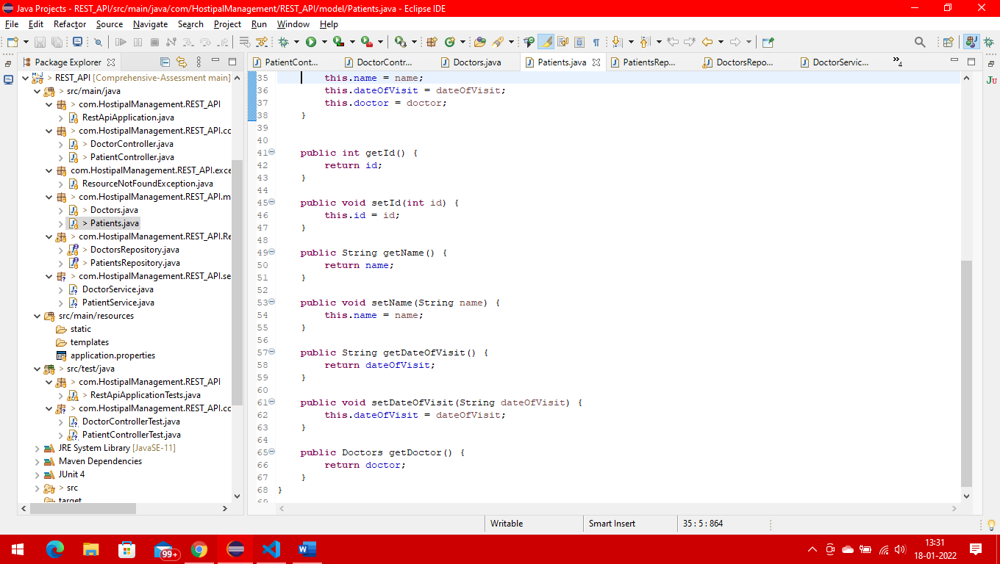 Java Projects - REST_API/src/main/java/com/HostipalManagement/REST_API/model/Patients.java - Eclipse IDE
File Edit Refactor Source Navigate Search Project Run Window Help
Package Explorer
> REST_API [Comprehensive-Assessment main]
> src/main/java
> com.HostipalManagement.REST_API
RestApiApplication.java
> com.HostipalManagement.REST_API.co
> DoctorController.java
> PatientController.java
com.HostipalManagement.REST_API.exce
ResourceNotFoundException.java
> com.HostipalManagement.REST_API.m
> Doctors.java
> Patients.java
> com.HostipalManagement.REST_API.Re
> DoctorsRepository.java
> PatientsRepository.java
> com.HostipalManagement.REST_API.se
DoctorService.java
PatientService.java
src/main/resources
static
templates
application.properties
> src/test/java
> com.HostipalManagement.REST_API
> RestApiApplicationTests.java
> com.HostipalManagement.REST_API.cc
DoctorControllerTest.java
PatientControllerTest.java
JRE System Library [JavaSE-11]
Maven Dependencies
JUnit 4
> src
target
PatientCont... DoctorContr... Doctors.java Patients.java PatientsRep... DoctorsRepo... DoctorServic... »4
35 this.name = name;
36 this.dateOfVisit = dateOfVisit;
37 this.doctor = doctor;
38 }
39
40
41 public int getId() {
42 return id;
43 }
44
45 public void setId(int id) {
46 this.id = id;
47 }
48
49 public String getName() {
50 return name;
51 }
52
53 public void setName(String name) {
54 this.name = name;
55 }
56
57 public String getDateOfVisit() {
58 return dateOfVisit;
59 }
60
61 public void setDateOfVisit(String dateOfVisit) {
62 this.dateOfVisit = dateOfVisit;
63 }
64
65 public Doctors getDoctor() {
66 return doctor;
67 }
68 }
69
JU
Writable Smart Insert 35 : 5 : 864
99+
13:31
18-01-2022